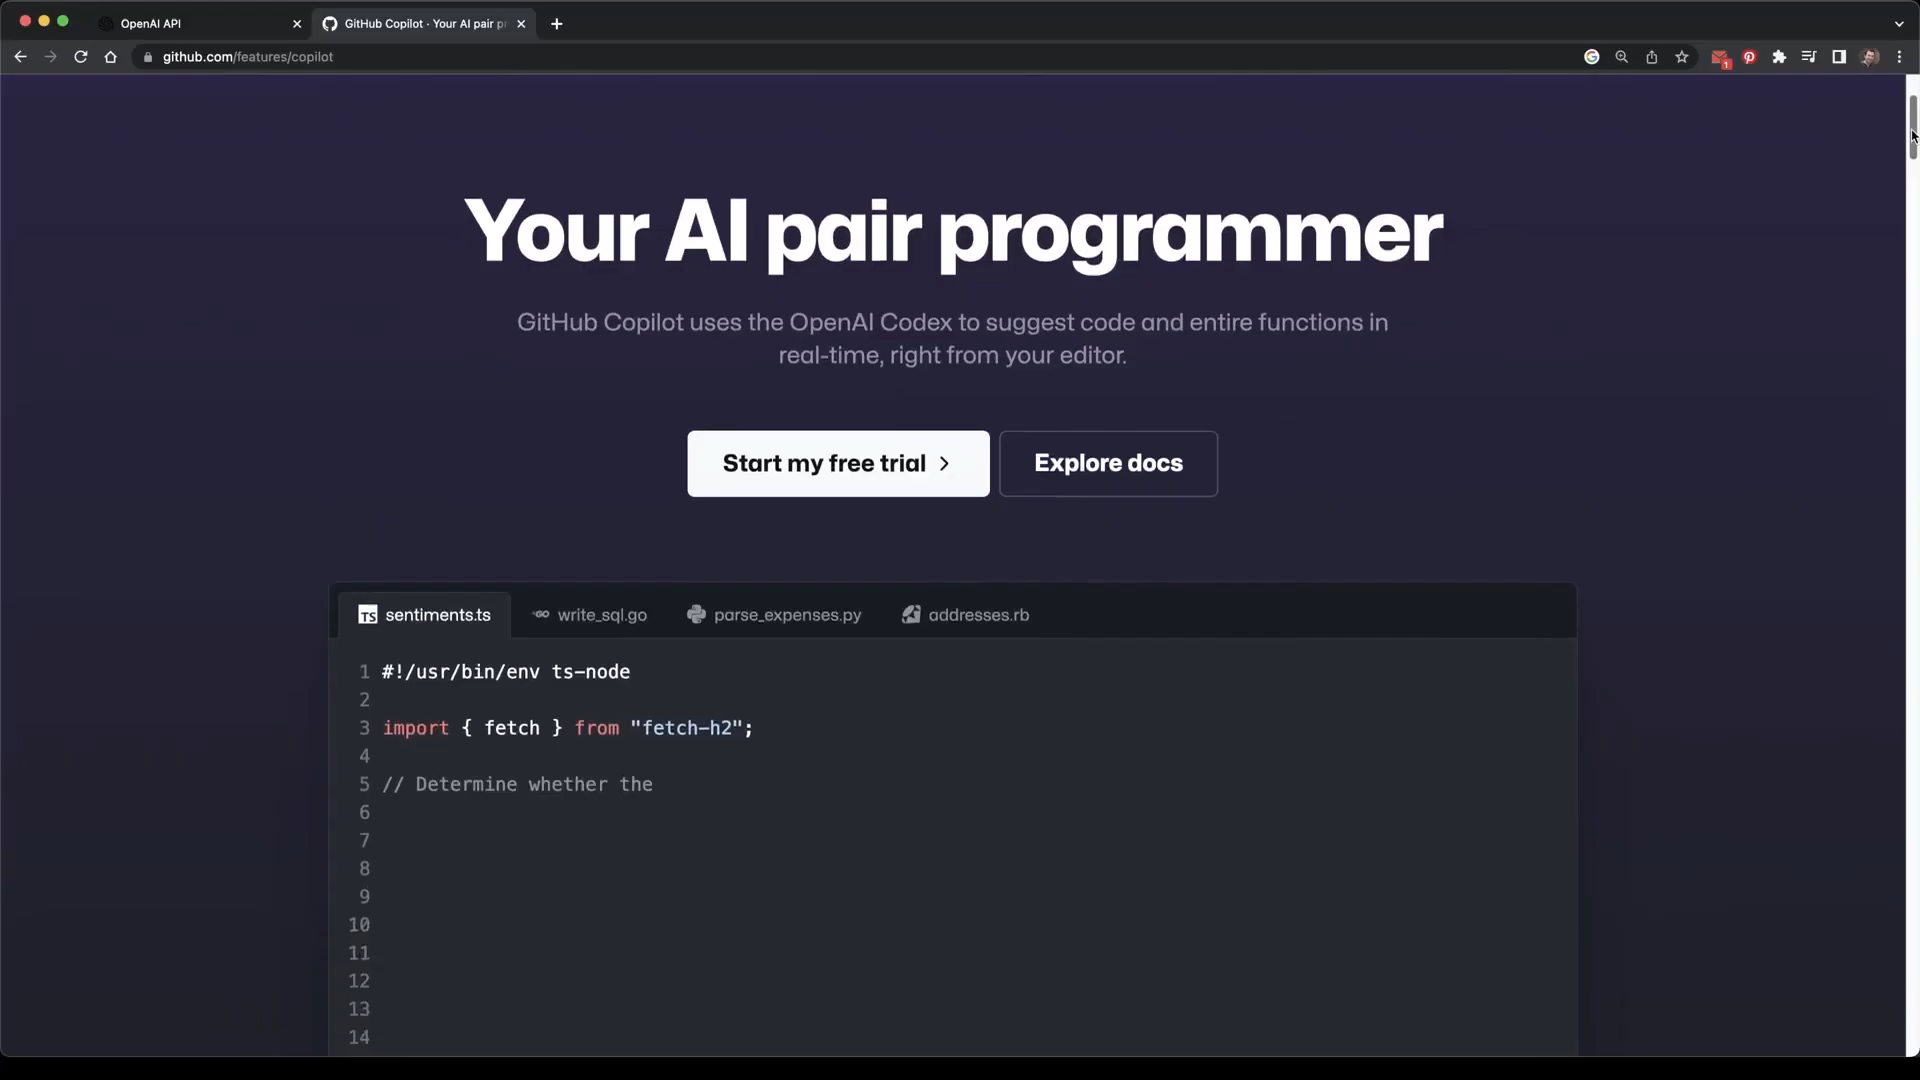 OpenAI API
GitHub Copilot · Your AI pair pr
github.com/features/copilot
1
Your AI pair programmer
GitHub Copilot uses the OpenAI Codex to suggest code and entire functions in
real-time, right from your editor.
Start my free trial
Explore docs
TS sentiments.ts
GO write_sql.go
parse_expenses.py
addresses.rb
1 #!/usr/bin/env ts-node
2
3 import { fetch } from "fetch-h2";
4
5 // Determine whether the
6
7
8
9
10
11
12
13
14